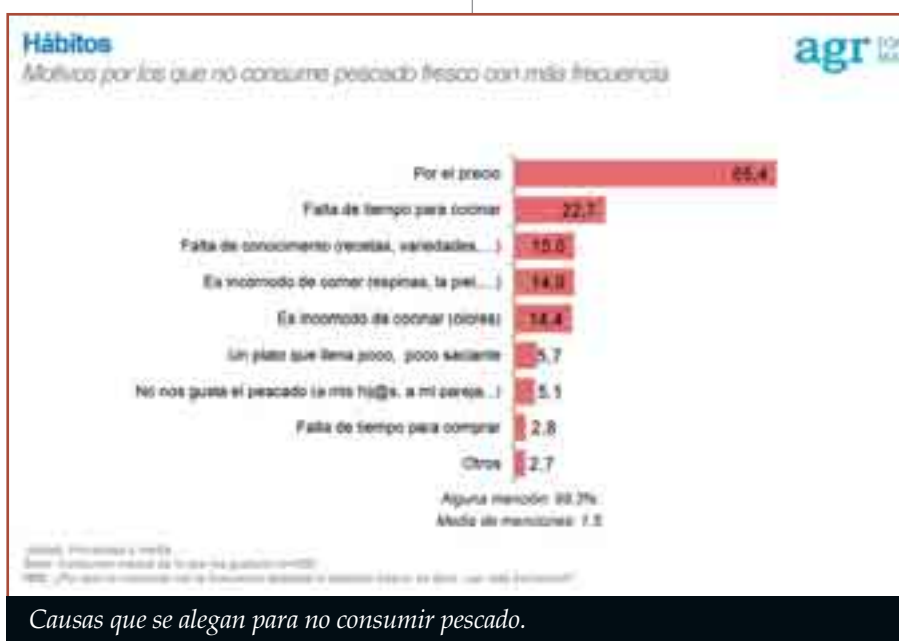 Hábitos
Motivos por los que no consume pescado fresco con más frecuencia
agr
Por el precio 65,4
Falta de tiempo para cocinar 22,7
Falta de conocimiento (recetas, variedades,...) 15,0
Es incómodo de comer (espinas, la piel,...) 14,9
Es incomodo de cocinar (olores) 14,4
Un plato que llena poco, poco saciante 5,7
No nos gusta el pescado (a mis hij@s, a mi pareja...) 5,1
Falta de tiempo para comprar 2,8
Otros 2,7
Alguna mención: 99.3%
Media de menciones: 1.5
Causas que se alegan para no consumir pescado.